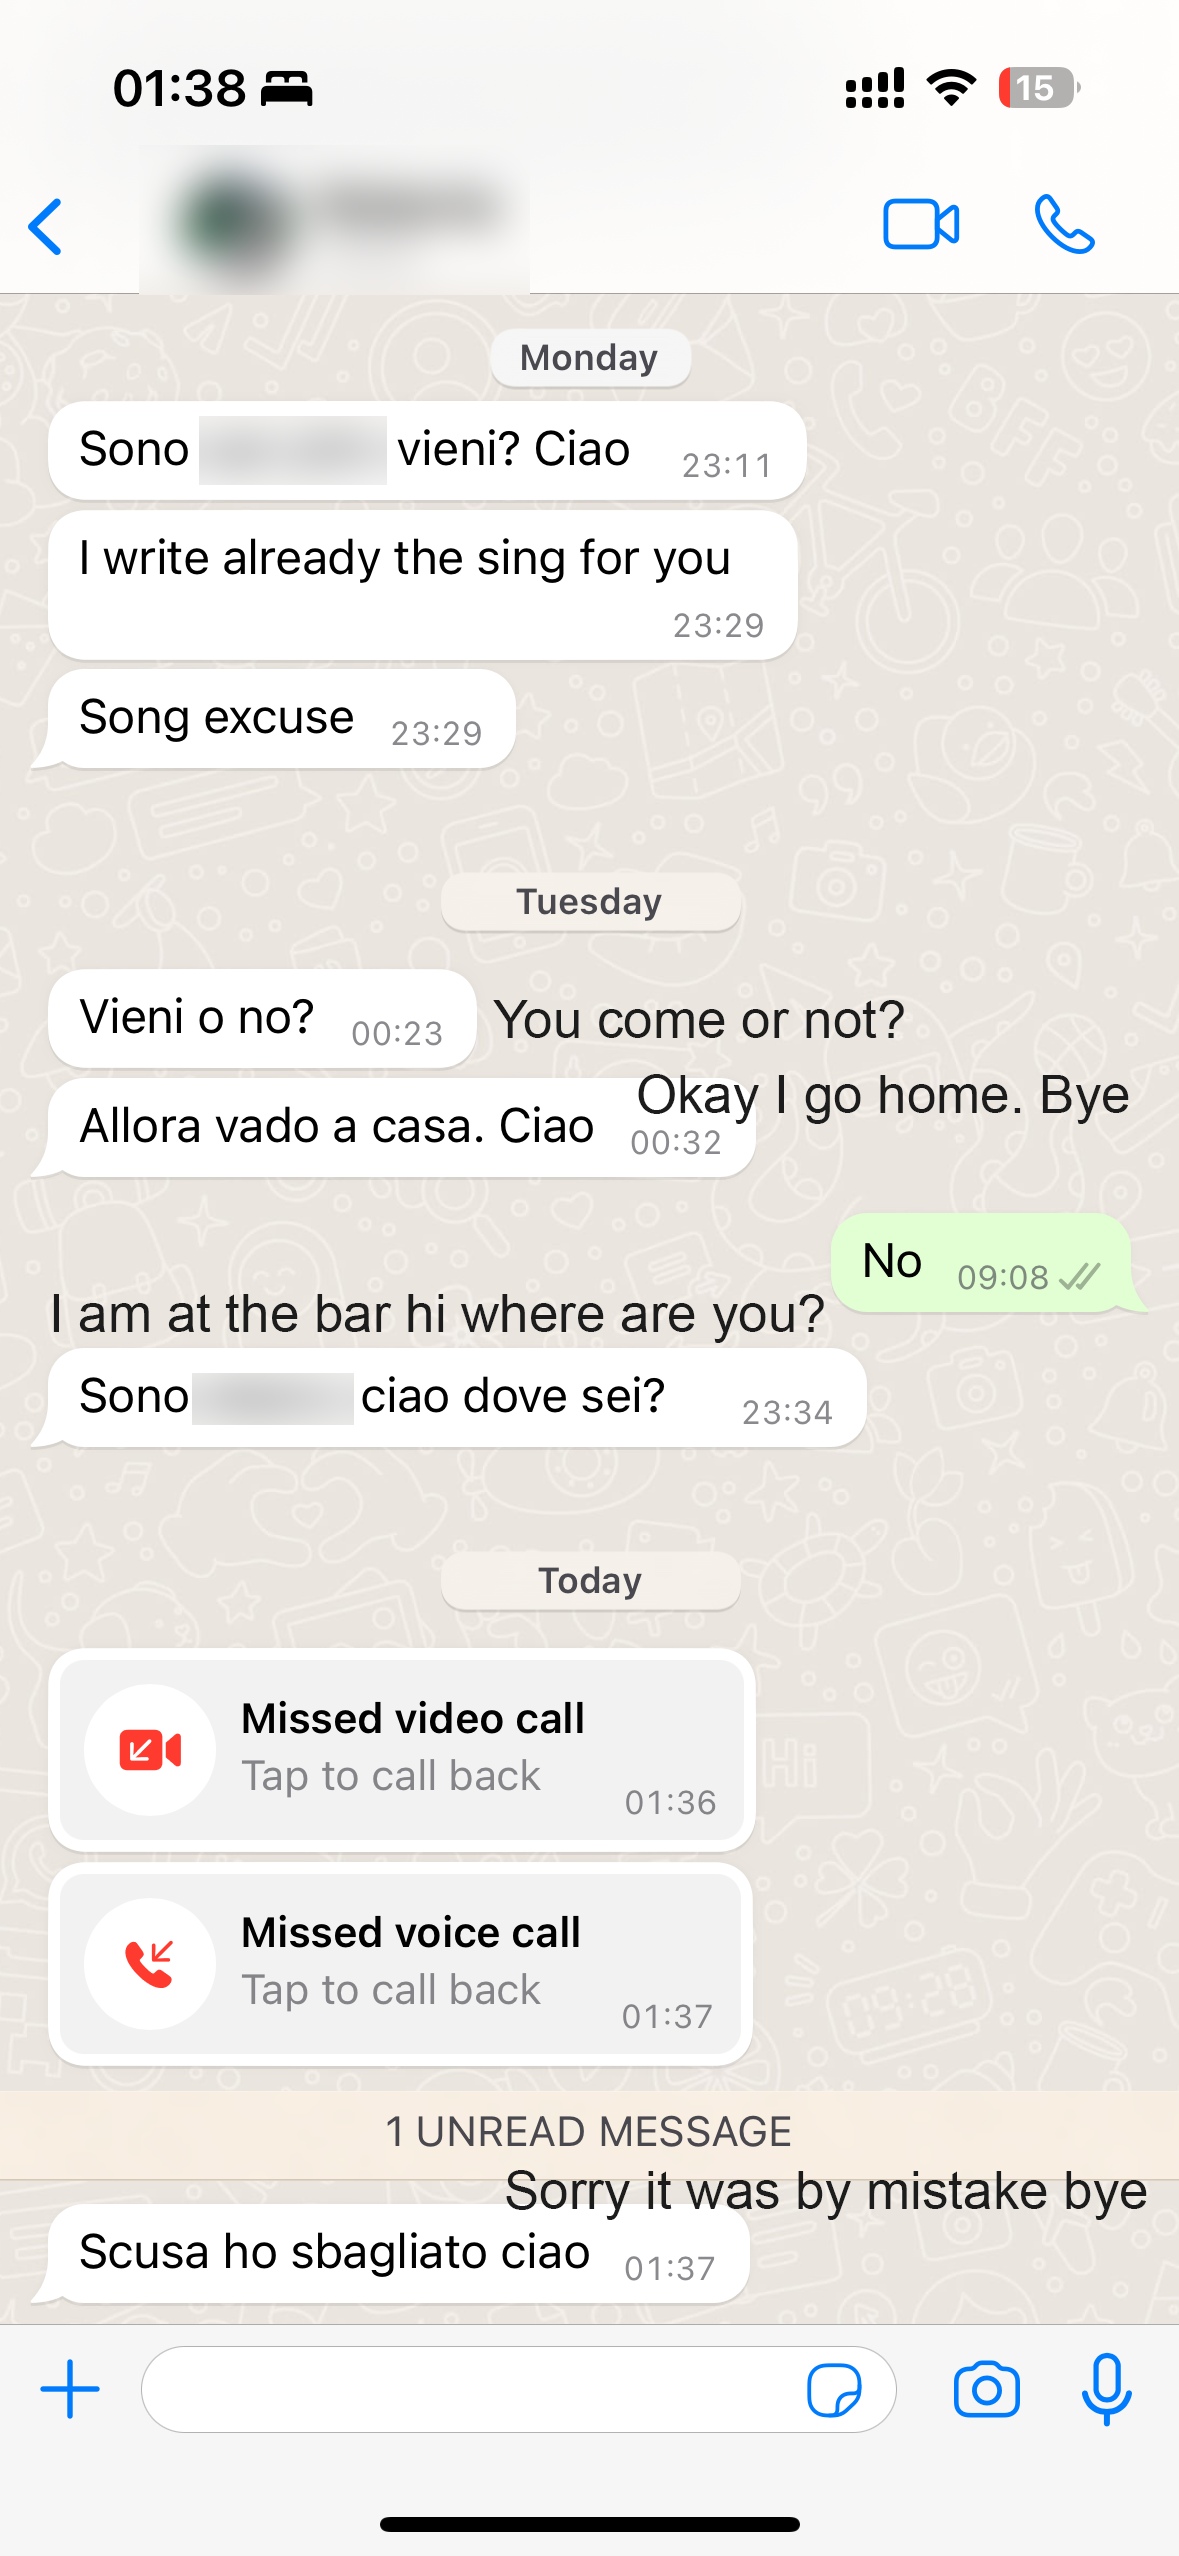 01:38
15
Monday
Sono vieni? Ciao 23:11
I write already the sing for you
23:29
Song excuse 23:29
Tuesday
Vieni o no? 00:23 You come or not?
Okay I go home. Bye
Allora vado a casa. Ciao 00:32
No 09:08
I am at the bar hi where are you?
Sono ciao dove sei? 23:34
Today
Missed video call
Tap to call back
01:36
Missed voice call
Tap to call back
01:37
1 UNREAD MESSAGE
Sorry it was by mistake bye
Scusa ho sbagliato ciao 01:37